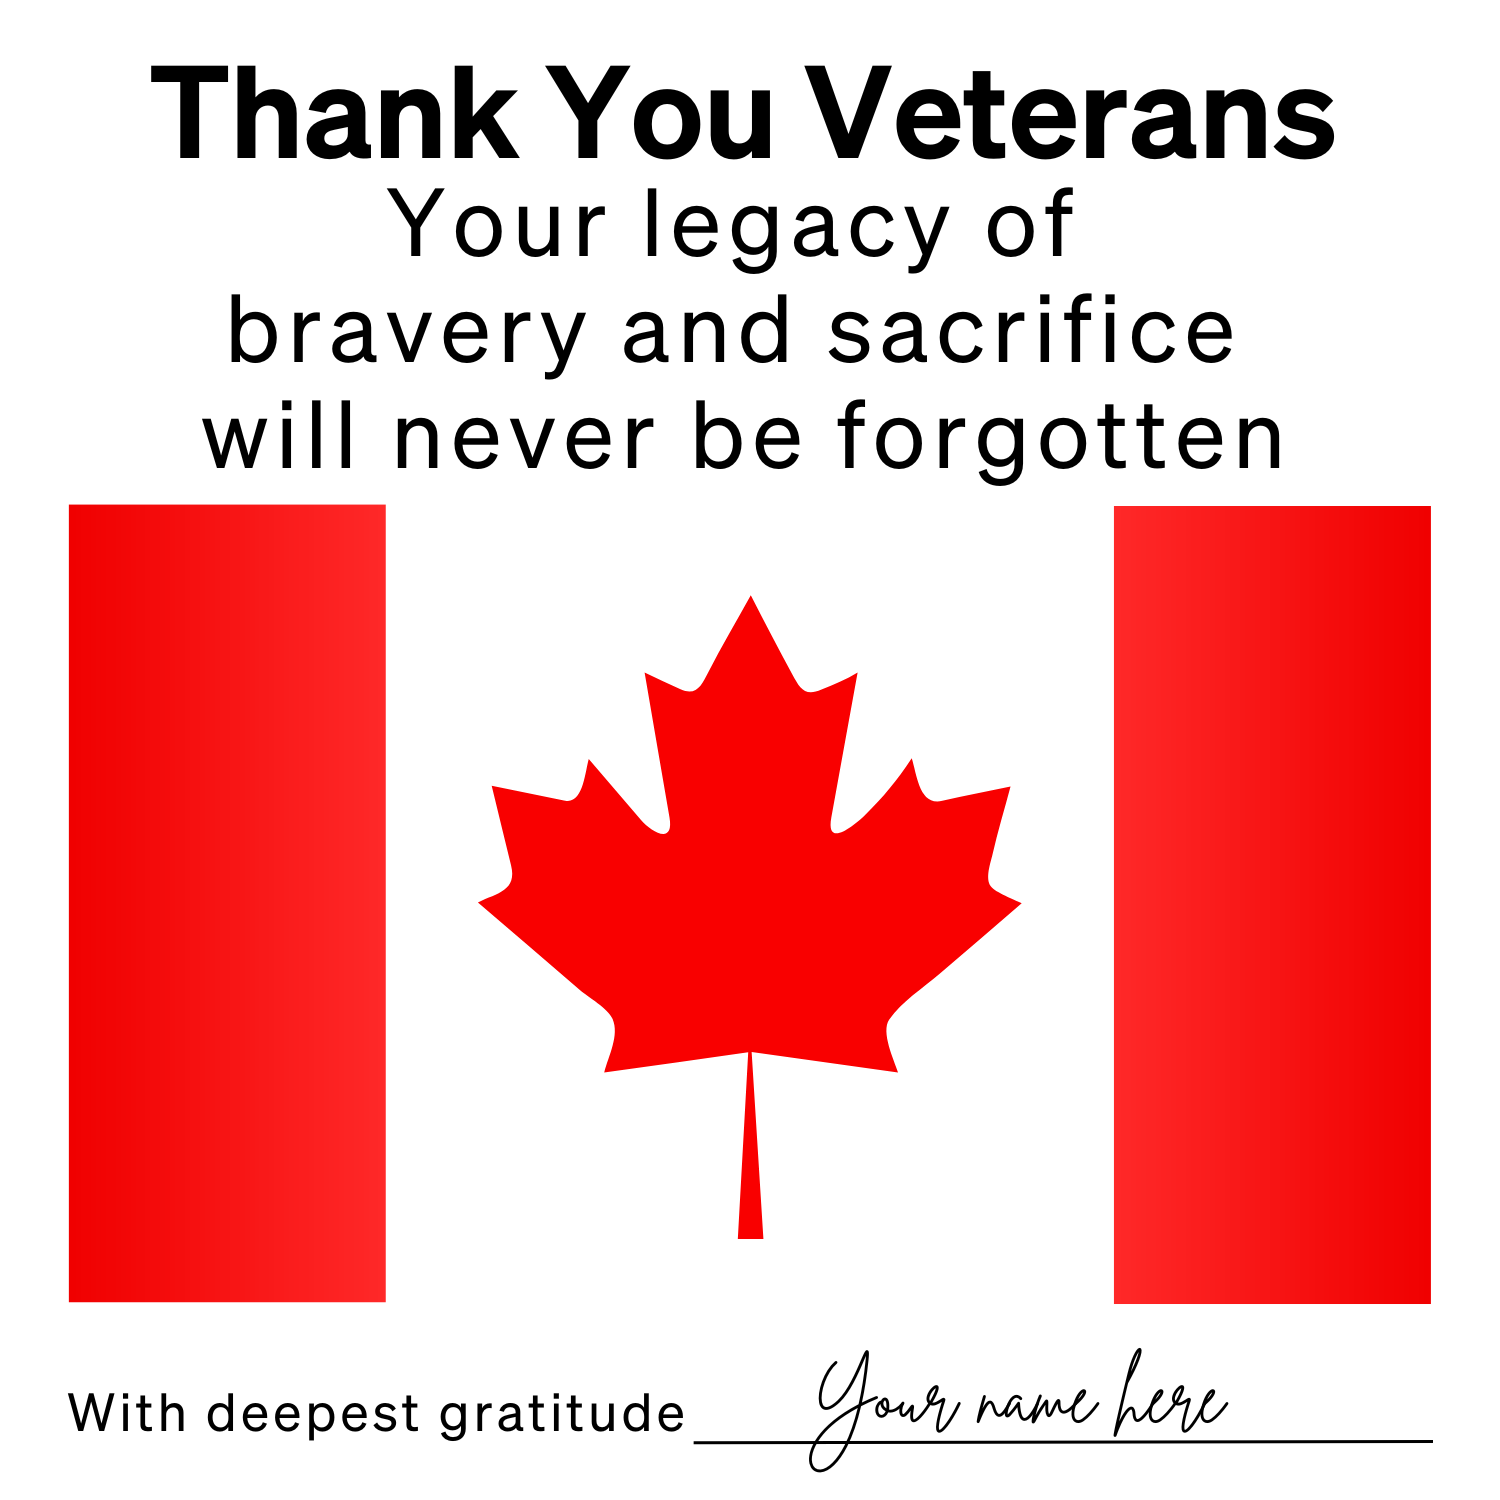 Thank You Veterans
Your legacy of
bravery and sacrifice
will never be forgotten
With deepest gratitude Your name here